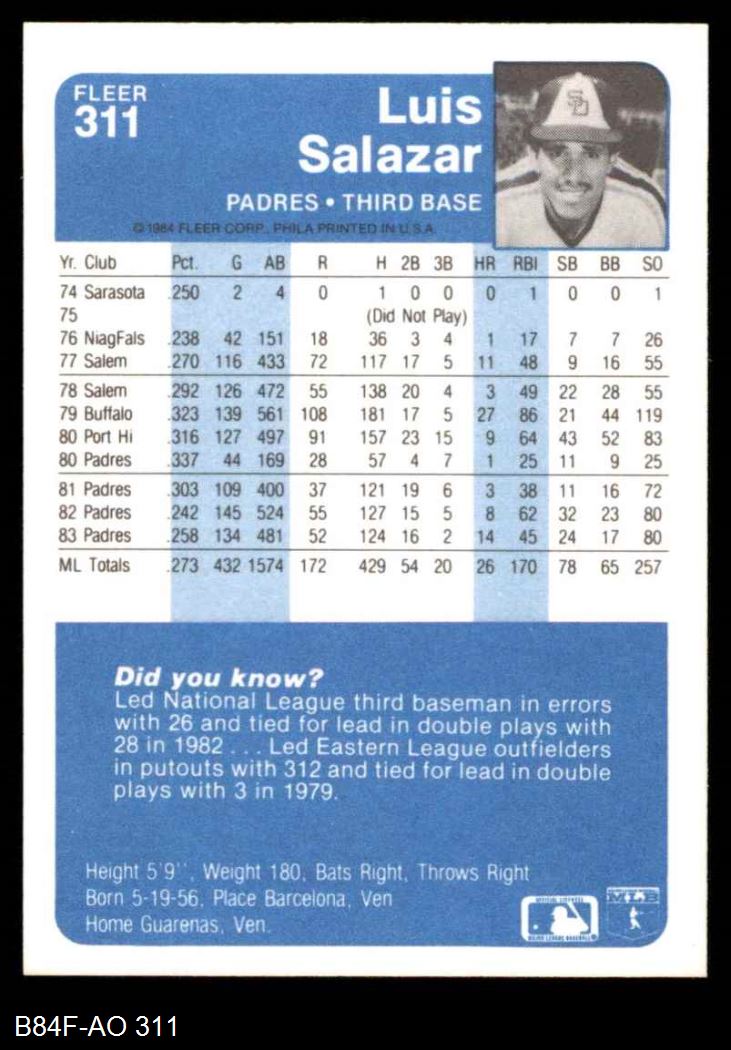 FLEER
311
Luis
Salazar
PADRES • THIRD BASE
© 1984 FLEER CORP., PHILA PRINTED IN U.S.A.
Yr. Club Pct. G AB R H 2B 3B HR RBI SB BB SO
74 Sarasota .250 2 4 0 1 0 0 0 1 0 0 1
75 (Did Not Play)
76 NiagFals .238 42 151 18 36 3 4 1 17 7 7 26
77 Salem .270 116 433 72 117 17 5 11 48 9 16 55
78 Salem .292 126 472 55 138 20 4 3 49 22 28 55
79 Buffalo .323 139 561 108 181 17 5 27 86 21 44 119
80 Port Hi .316 127 497 91 157 23 15 9 64 43 52 83
80 Padres .337 44 169 28 57 4 7 1 25 11 9 25
81 Padres .303 109 400 37 121 19 6 3 38 11 16 72
82 Padres .242 145 524 55 127 15 5 8 62 32 23 80
83 Padres .258 134 481 52 124 16 2 14 45 24 17 80
ML Totals .273 432 1574 172 429 54 20 26 170 78 65 257
Did you know?
Led National League third baseman in errors
with 26 and tied for lead in double plays with
28 in 1982 . . . Led Eastern League outfielders
in putouts with 312 and tied for lead in double
plays with 3 in 1979.
Height 5'9'', Weight 180, Bats Right, Throws Right
Born 5-19-56, Place Barcelona, Ven
Home Guarenas, Ven.
MAJOR LEAGUE BASEBALL
MLB
B84F-AO 311